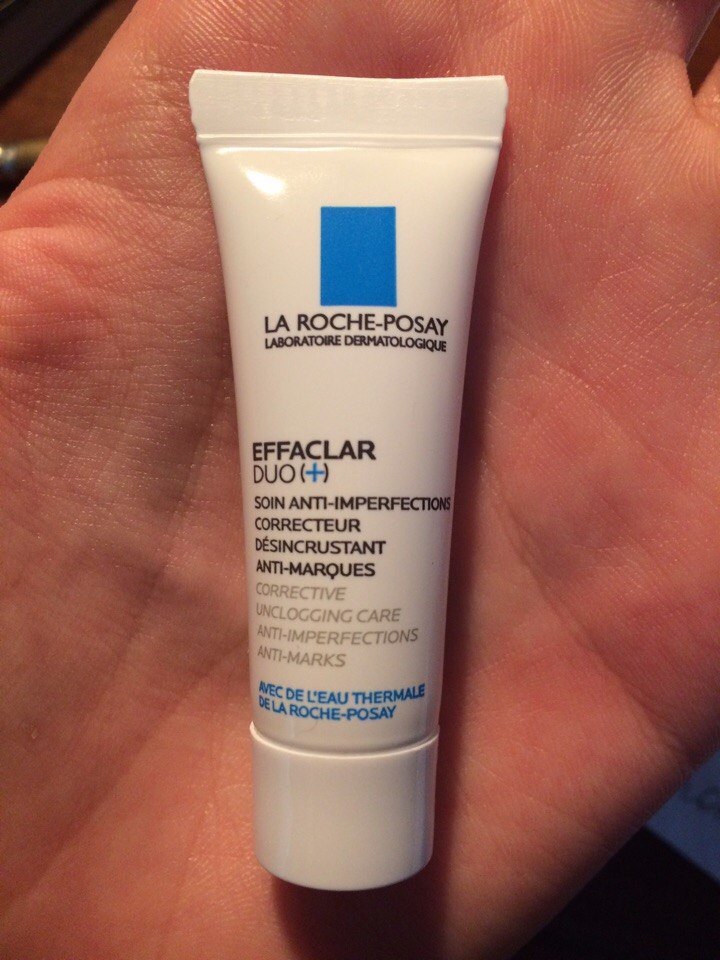 LA ROCHE-POSAY
LABORATOIRE DERMATOLOGIQUE
EFFACLAR
DUO(+)
SOIN ANTI-IMPERFECTIONS
CORRECTEUR
DÉSINCRUSTANT
ANTI-MARQUES
CORRECTIVE
UNCLOGGING CARE
ANTI-IMPERFECTIONS
ANTI-MARKS
AVEC DE L'EAU THERMALE
DE LA ROCHE-POSAY